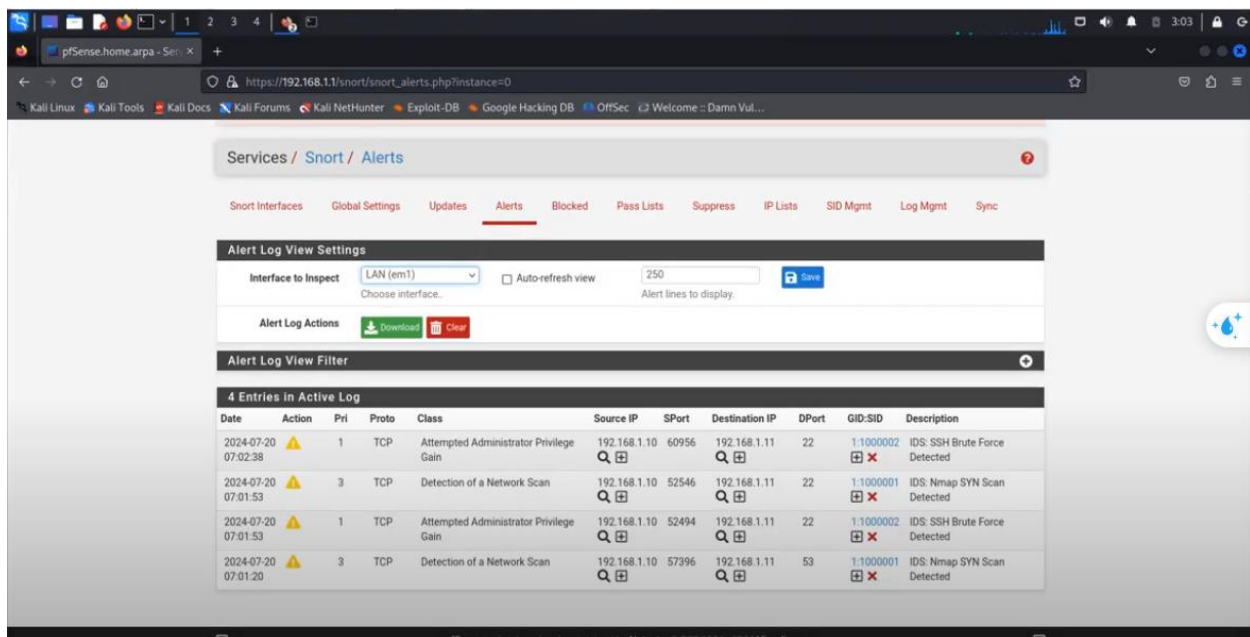 1 2 3 4 3:03
pfSense.home.arpa - Ser
https://192.168.1.1/snort/snort_alerts.php?instance=0
Kali Linux Kali Tools Kali Docs Kali Forums Kali NetHunter Exploit-DB Google Hacking DB OffSec Welcome :: Damn Vul...
Services / Snort / Alerts
Snort Interfaces Global Settings Updates Alerts Blocked Pass Lists Suppress IP Lists SID Mgmt Log Mgmt Sync
Alert Log View Settings
Interface to Inspect LAN (em1) Auto-refresh view 250 Save
Choose interface.. Alert lines to display.
Alert Log Actions Download Clear
Alert Log View Filter
4 Entries in Active Log
Date Action Pri Proto Class Source IP SPort Destination IP DPort GID:SID Description
2024-07-20 1 TCP Attempted Administrator Privilege 192.168.1.10 60956 192.168.1.11 22 1:1000002 IDS: SSH Brute Force
07:02:38 Gain Detected
2024-07-20 3 TCP Detection of a Network Scan 192.168.1.10 52546 192.168.1.11 22 1:1000001 IDS: Nmap SYN Scan
07:01:53 Detected
2024-07-20 1 TCP Attempted Administrator Privilege 192.168.1.10 52494 192.168.1.11 22 1:1000002 IDS: SSH Brute Force
07:01:53 Gain Detected
2024-07-20 3 TCP Detection of a Network Scan 192.168.1.10 57396 192.168.1.11 53 1:1000001 IDS: Nmap SYN Scan
07:01:20 Detected